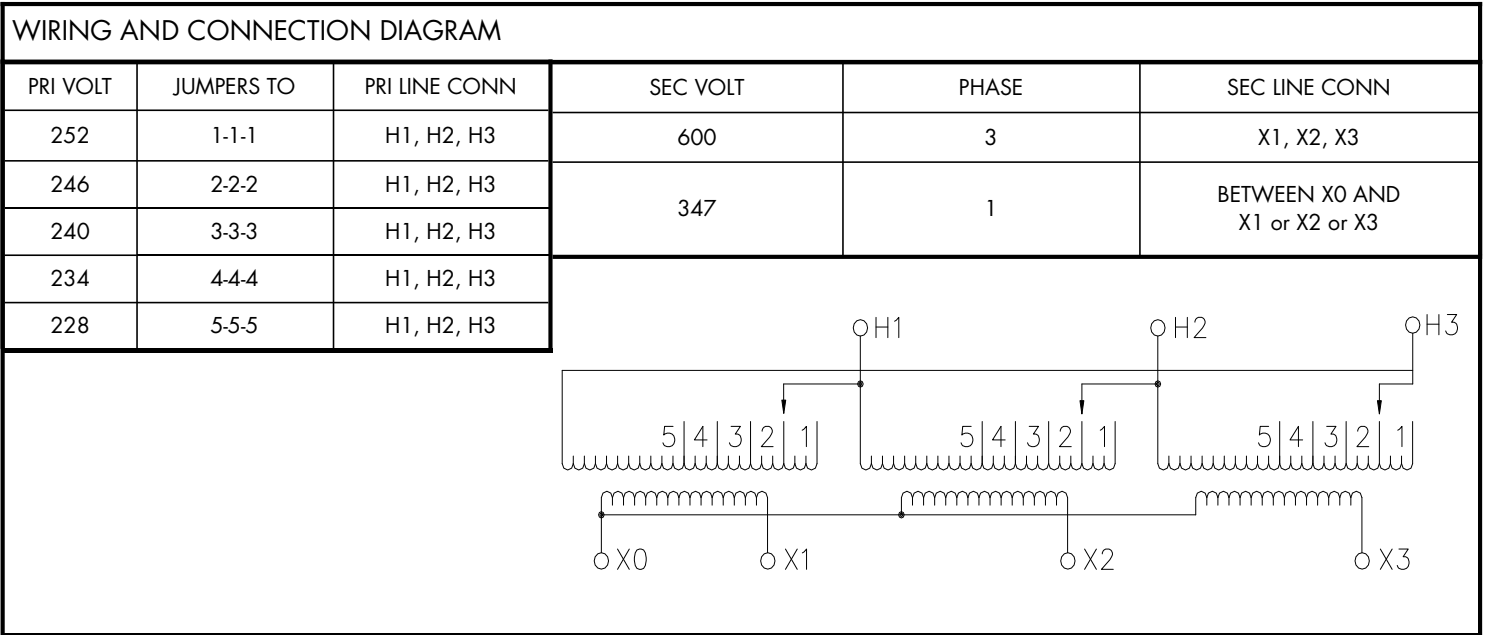 WIRING AND CONNECTION DIAGRAM
PRI VOLT JUMPERS TO PRI LINE CONN
252 1-1-1 H1, H2, H3
246 2-2-2 H1, H2, H3
240 3-3-3 H1, H2, H3
234 4-4-4 H1, H2, H3
228 5-5-5 H1, H2, H3
SEC VOLT PHASE SEC LINE CONN
600 3 X1, X2, X3
347 1 BETWEEN X0 AND
X1 or X2 or X3
H1 H2 H3
5 4 3 2 1 5 4 3 2 1 5 4 3 2 1
X0 X1 X2 X3